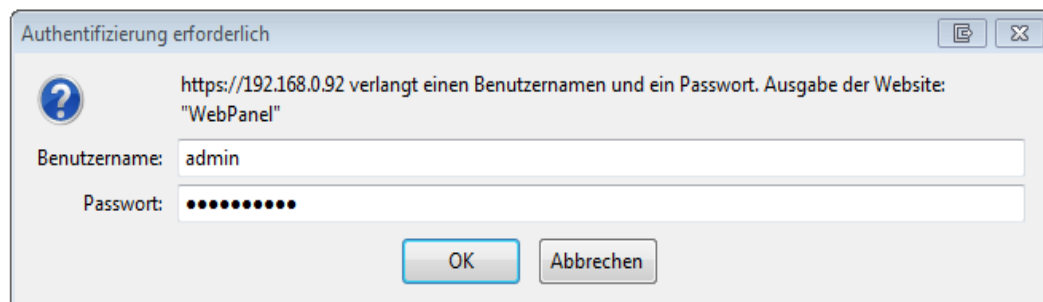 Authentifizierung erforderlich
https://192.168.0.92 verlangt einen Benutzernamen und ein Passwort. Ausgabe der Website:
"WebPanel"
Benutzername: admin
Passwort: ●●●●●●●●●●
OK Abbrechen